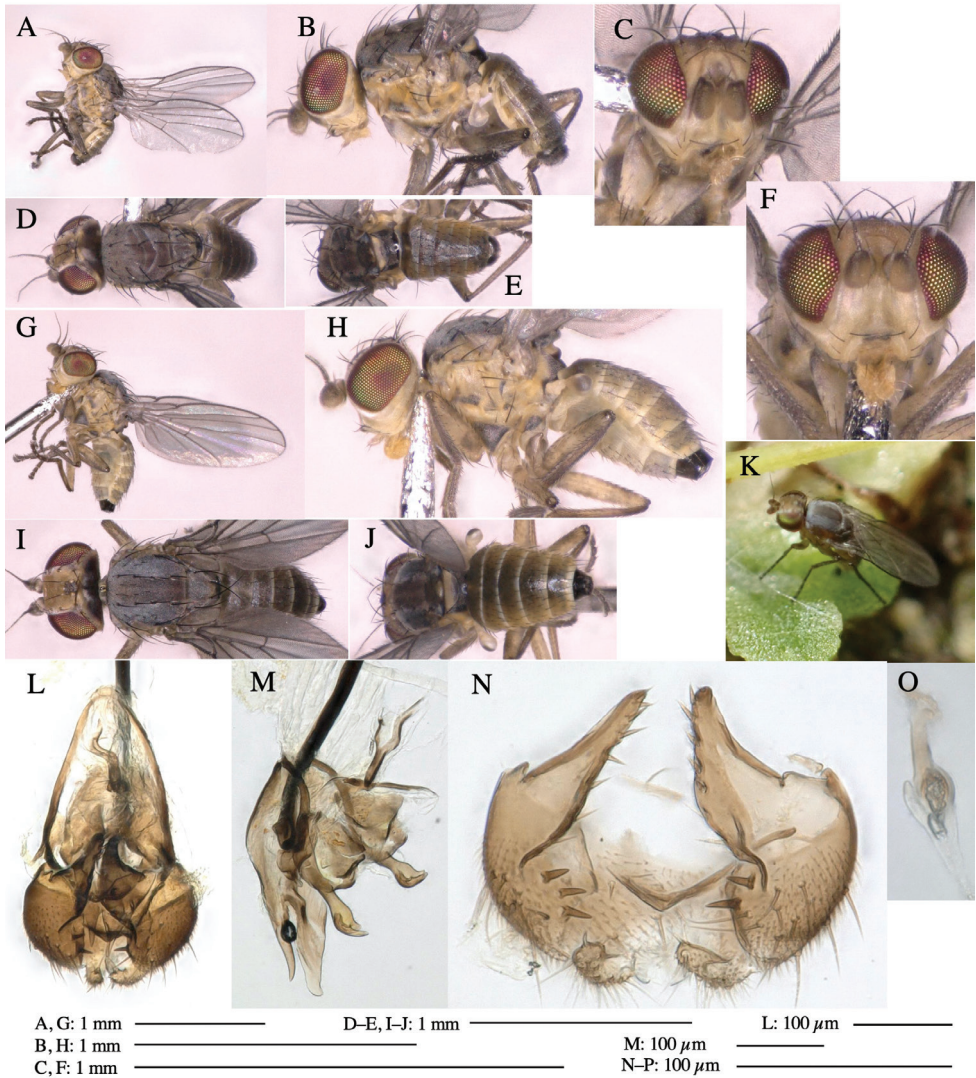 A
B
C
D
E
F
G
H
I
J
K
L
M
N
O
A, G: 1 mm
D–E, I–J: 1 mm
L: 100 µm
B, H: 1 mm
M: 100 µm
C, F: 1 mm
N–P: 100 µm